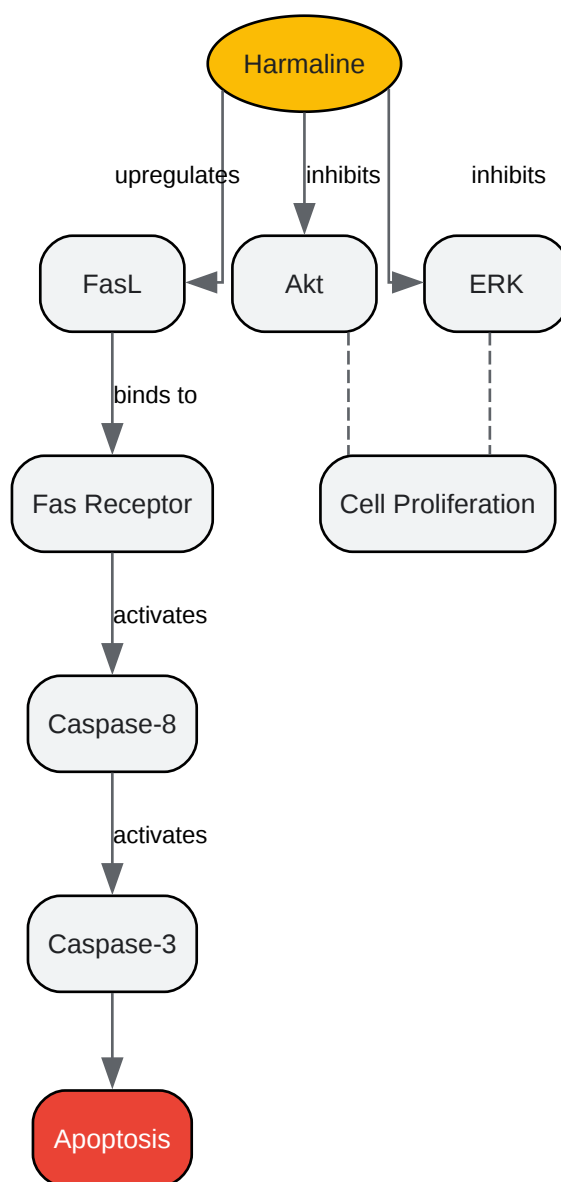 Harmaline
upregulates
inhibits
inhibits
FasL
Akt
ERK
binds to
Fas Receptor
Cell Proliferation
activates
Caspase-8
activates
Caspase-3
Apoptosis